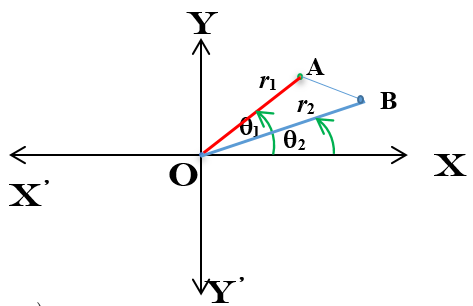 Y
A
r₁
B
r₂
θ₁
θ₂
O
X
X’
Y’
)